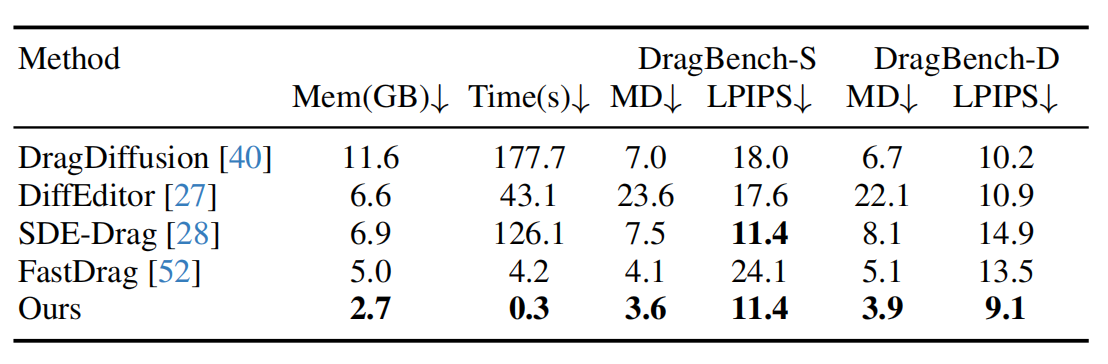 Method DragBench-S DragBench-D
Mem(GB)↓ Time(s)↓ MD↓ LPIPS↓ MD↓ LPIPS↓
DragDiffusion [40] 11.6 177.7 7.0 18.0 6.7 10.2
DiffEditor [27] 6.6 43.1 23.6 17.6 22.1 10.9
SDE-Drag [28] 6.9 126.1 7.5 11.4 8.1 14.9
FastDrag [52] 5.0 4.2 4.1 24.1 5.1 13.5
Ours 2.7 0.3 3.6 11.4 3.9 9.1